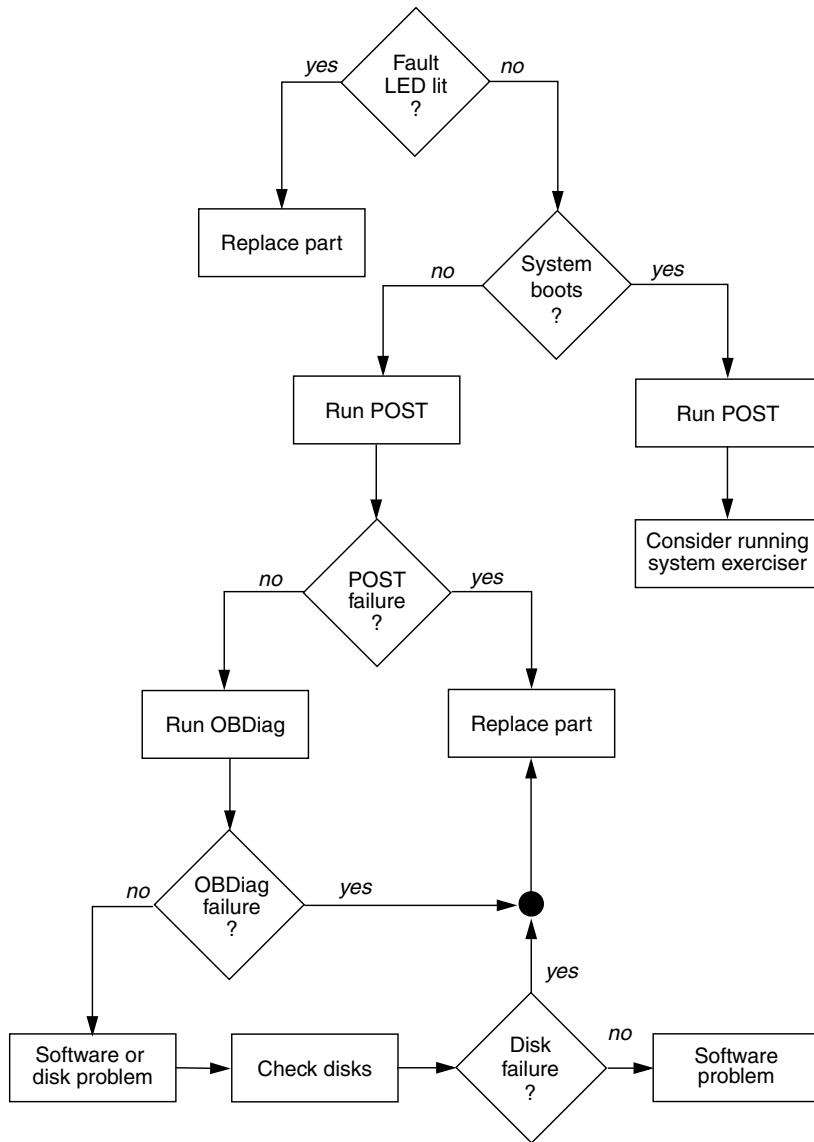 Fault
LED lit
?
yes
no
Replace part
System
boots
?
no
yes
Run POST
Run POST
Consider running
system exerciser
POST
failure
?
no
yes
Run OBDiag
Replace part
OBDiag
failure
?
no
yes
yes
Software or
disk problem
Check disks
Disk
failure
?
no
Software
problem